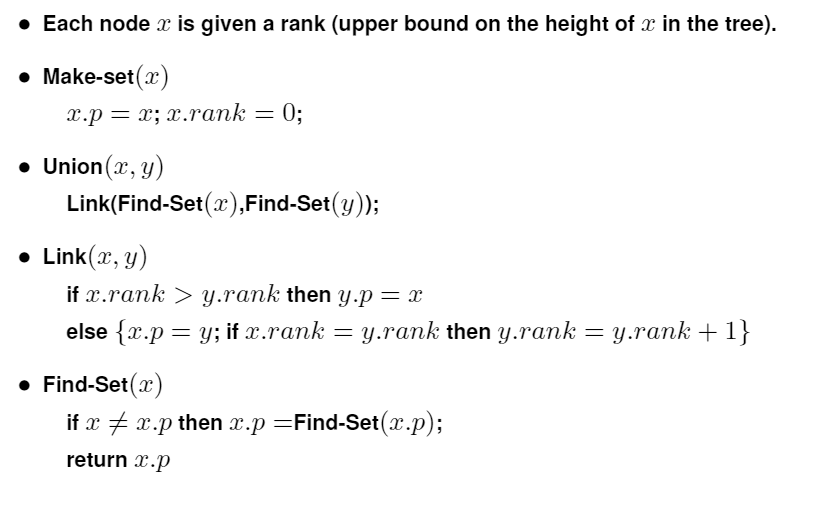 • Each node x is given a rank (upper bound on the height of x in the tree).
• Make-set(x)
x.p = x; x.rank = 0;
• Union(x, y)
Link(Find-Set(x),Find-Set(y));
• Link(x, y)
if x.rank > y.rank then y.p = x
else {x.p = y; if x.rank = y.rank then y.rank = y.rank + 1}
• Find-Set(x)
if x ≠ x.p then x.p =Find-Set(x.p);
return x.p